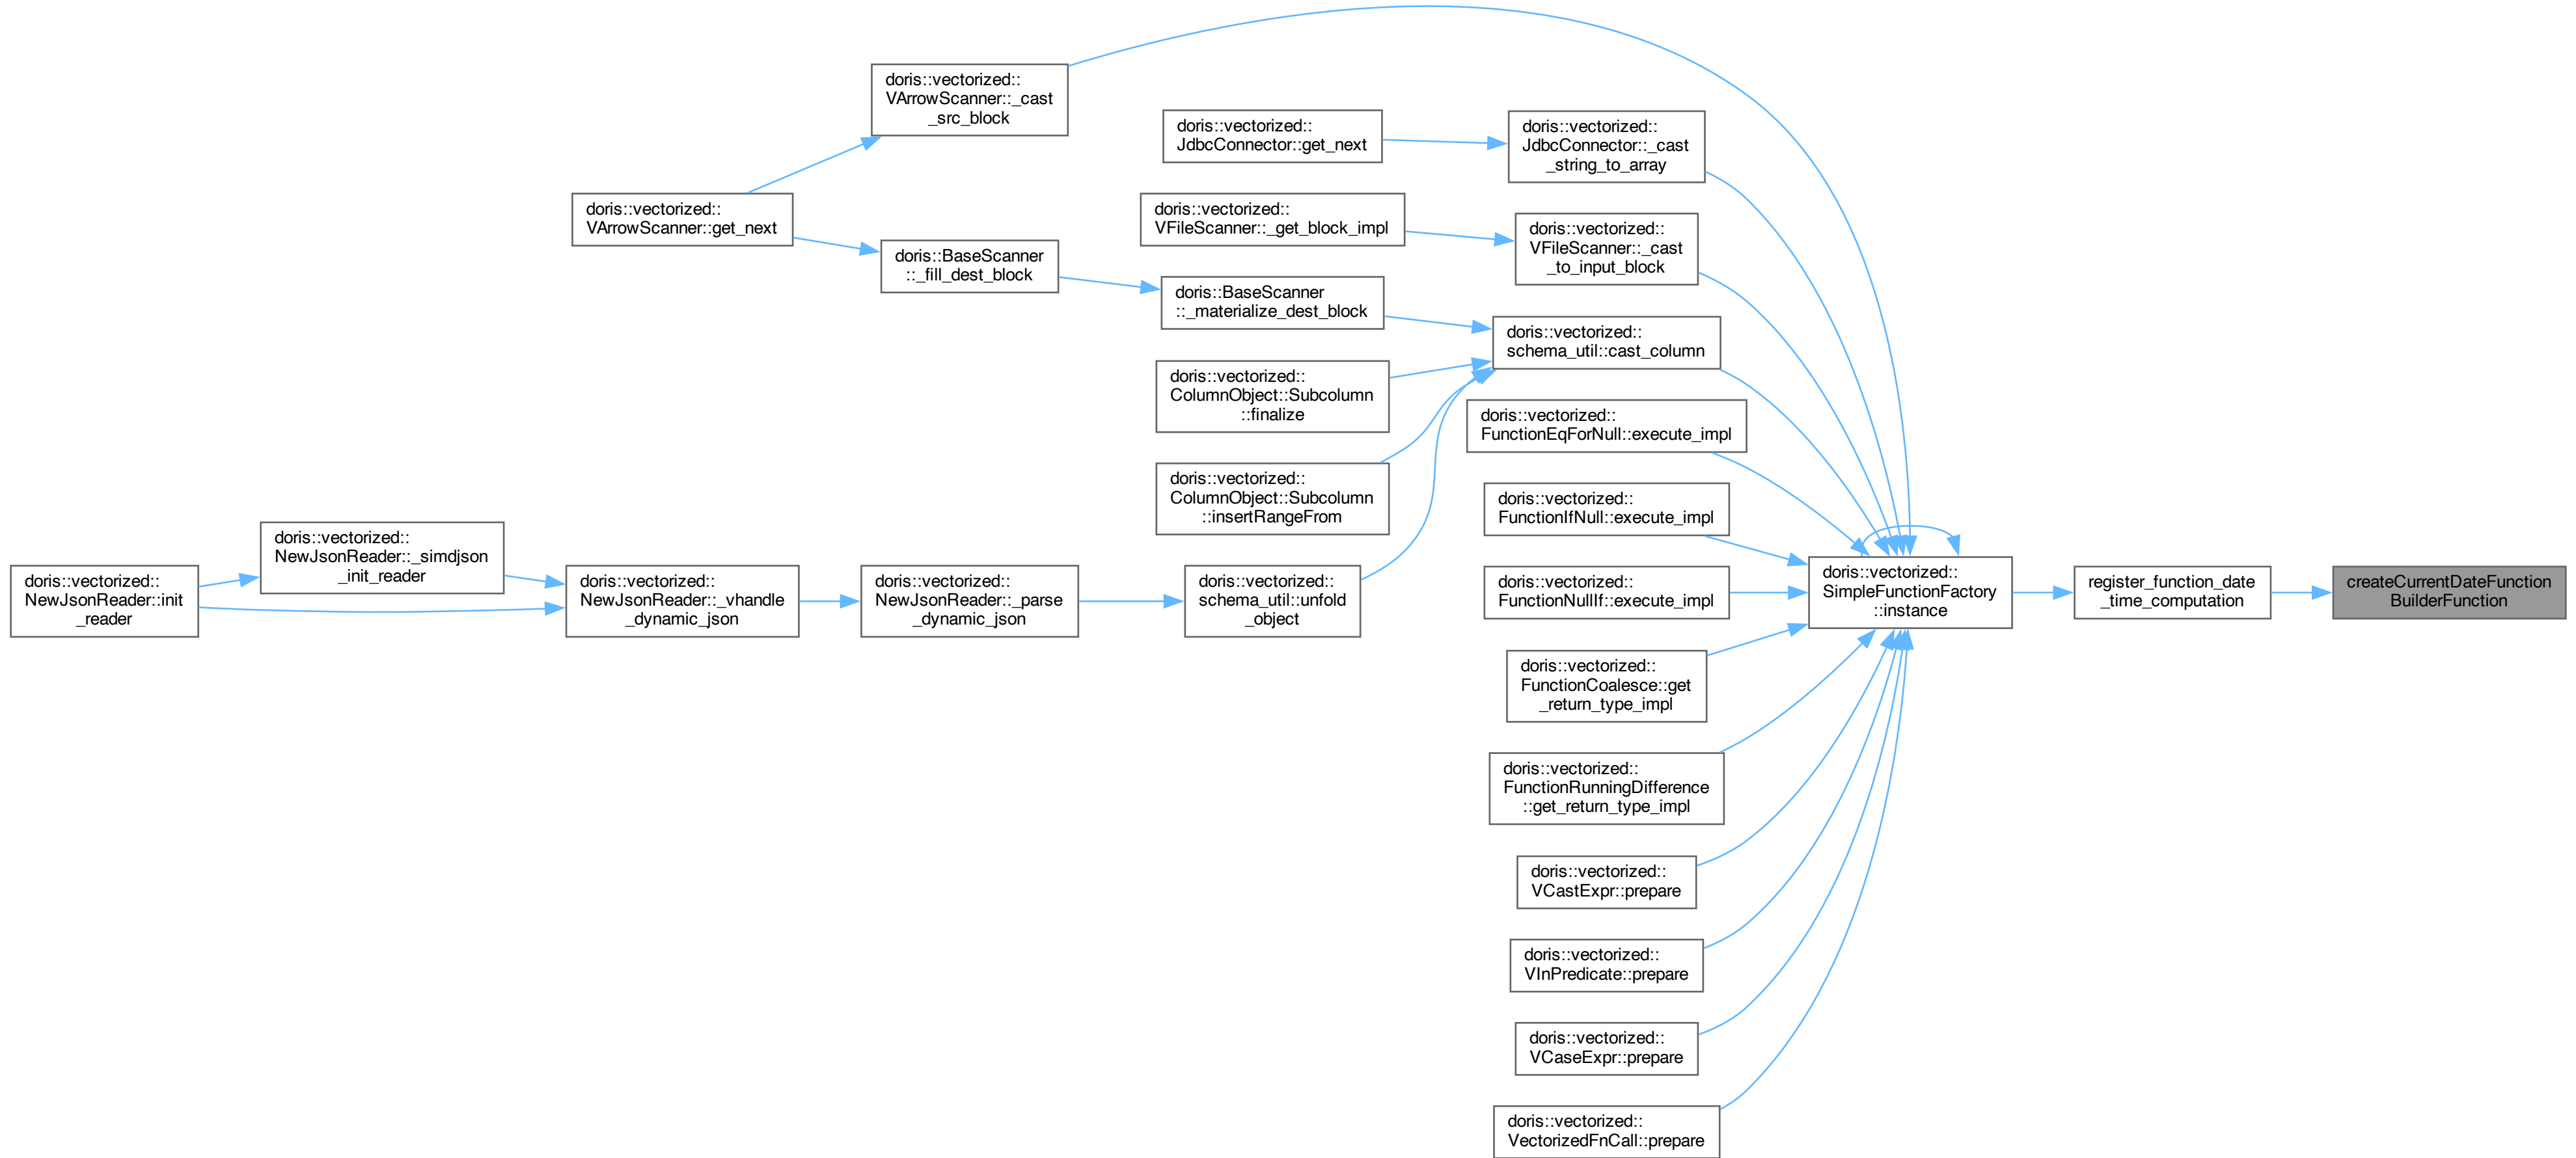 doris::vectorized::
VArrowScanner::_cast
_src_block
doris::vectorized::
JdbcConnector::get_next
doris::vectorized::
JdbcConnector::_cast
_string_to_array
doris::vectorized::
VArrowScanner::get_next
doris::vectorized::
VFileScanner::_get_block_impl
doris::vectorized::
VFileScanner::_cast
_to_input_block
doris::BaseScanner
::_fill_dest_block
doris::BaseScanner
::_materialize_dest_block
doris::vectorized::
schema_util::cast_column
doris::vectorized::
ColumnObject::Subcolumn
::finalize
doris::vectorized::
FunctionEqForNull::execute_impl
doris::vectorized::
ColumnObject::Subcolumn
::insertRangeFrom
doris::vectorized::
FunctionIfNull::execute_impl
doris::vectorized::
NewJsonReader::_simdjson
_init_reader
doris::vectorized::
NewJsonReader::init
_reader
doris::vectorized::
NewJsonReader::_vhandle
_dynamic_json
doris::vectorized::
NewJsonReader::_parse
_dynamic_json
doris::vectorized::
schema_util::unfold
_object
doris::vectorized::
FunctionNullIf::execute_impl
doris::vectorized::
SimpleFunctionFactory
::instance
register_function_date
_time_computation
createCurrentDateFunction
BuilderFunction
doris::vectorized::
FunctionCoalesce::get
_return_type_impl
doris::vectorized::
FunctionRunningDifference
::get_return_type_impl
doris::vectorized::
VCastExpr::prepare
doris::vectorized::
VInPredicate::prepare
doris::vectorized::
VCaseExpr::prepare
doris::vectorized::
VectorizedFnCall::prepare